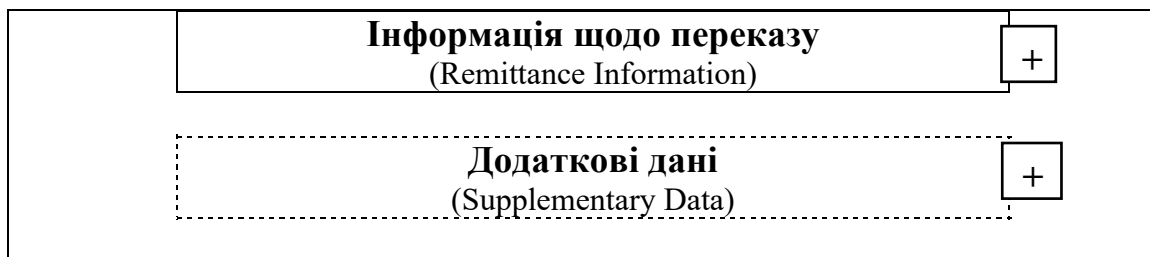 Інформація щодо переказу
(Remittance Information)
+
Додаткові дані
(Supplementary Data)
+